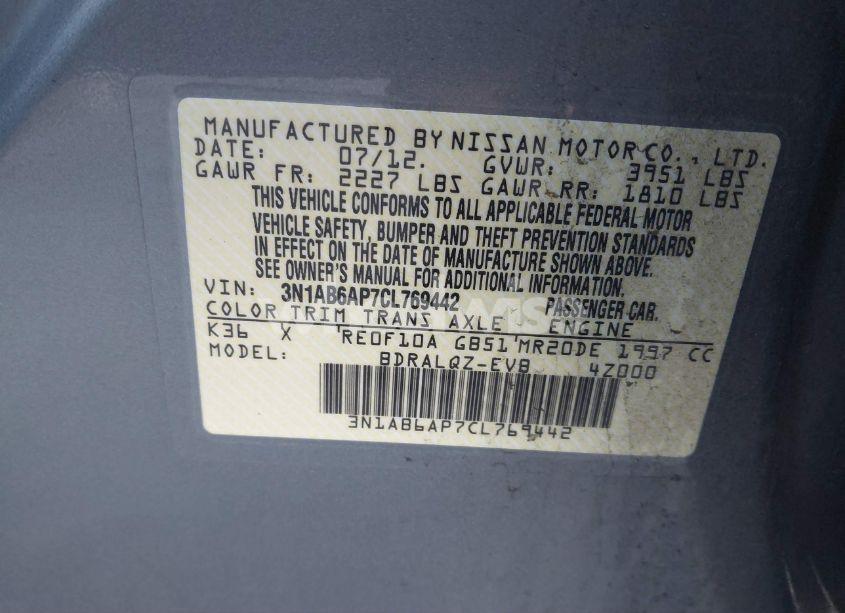 MANUFACTURED BY NISSAN MOTOR CO., LTD.
DATE: 07/12. GVWR: 3951 LBS
GAWR FR: 2227 LBS GAWR RR: 1810 LBS
THIS VEHICLE CONFORMS TO ALL APPLICABLE FEDERAL MOTOR
VEHICLE SAFETY, BUMPER AND THEFT PREVENTION STANDARDS
IN EFFECT ON THE DATE OF MANUFACTURE SHOWN ABOVE.
SEE OWNER'S MANUAL FOR ADDITIONAL INFORMATION.
VIN: 3N1AB6AP7CL769442 PASSENGER CAR.
COLOR TRIM TRANS AXLE ENGINE
K36 X RE0F10A GB51 MR20DE 1997 CC
MODEL: BDRALQZ-EVB 4Z000
3N1AB6AP7CL769442